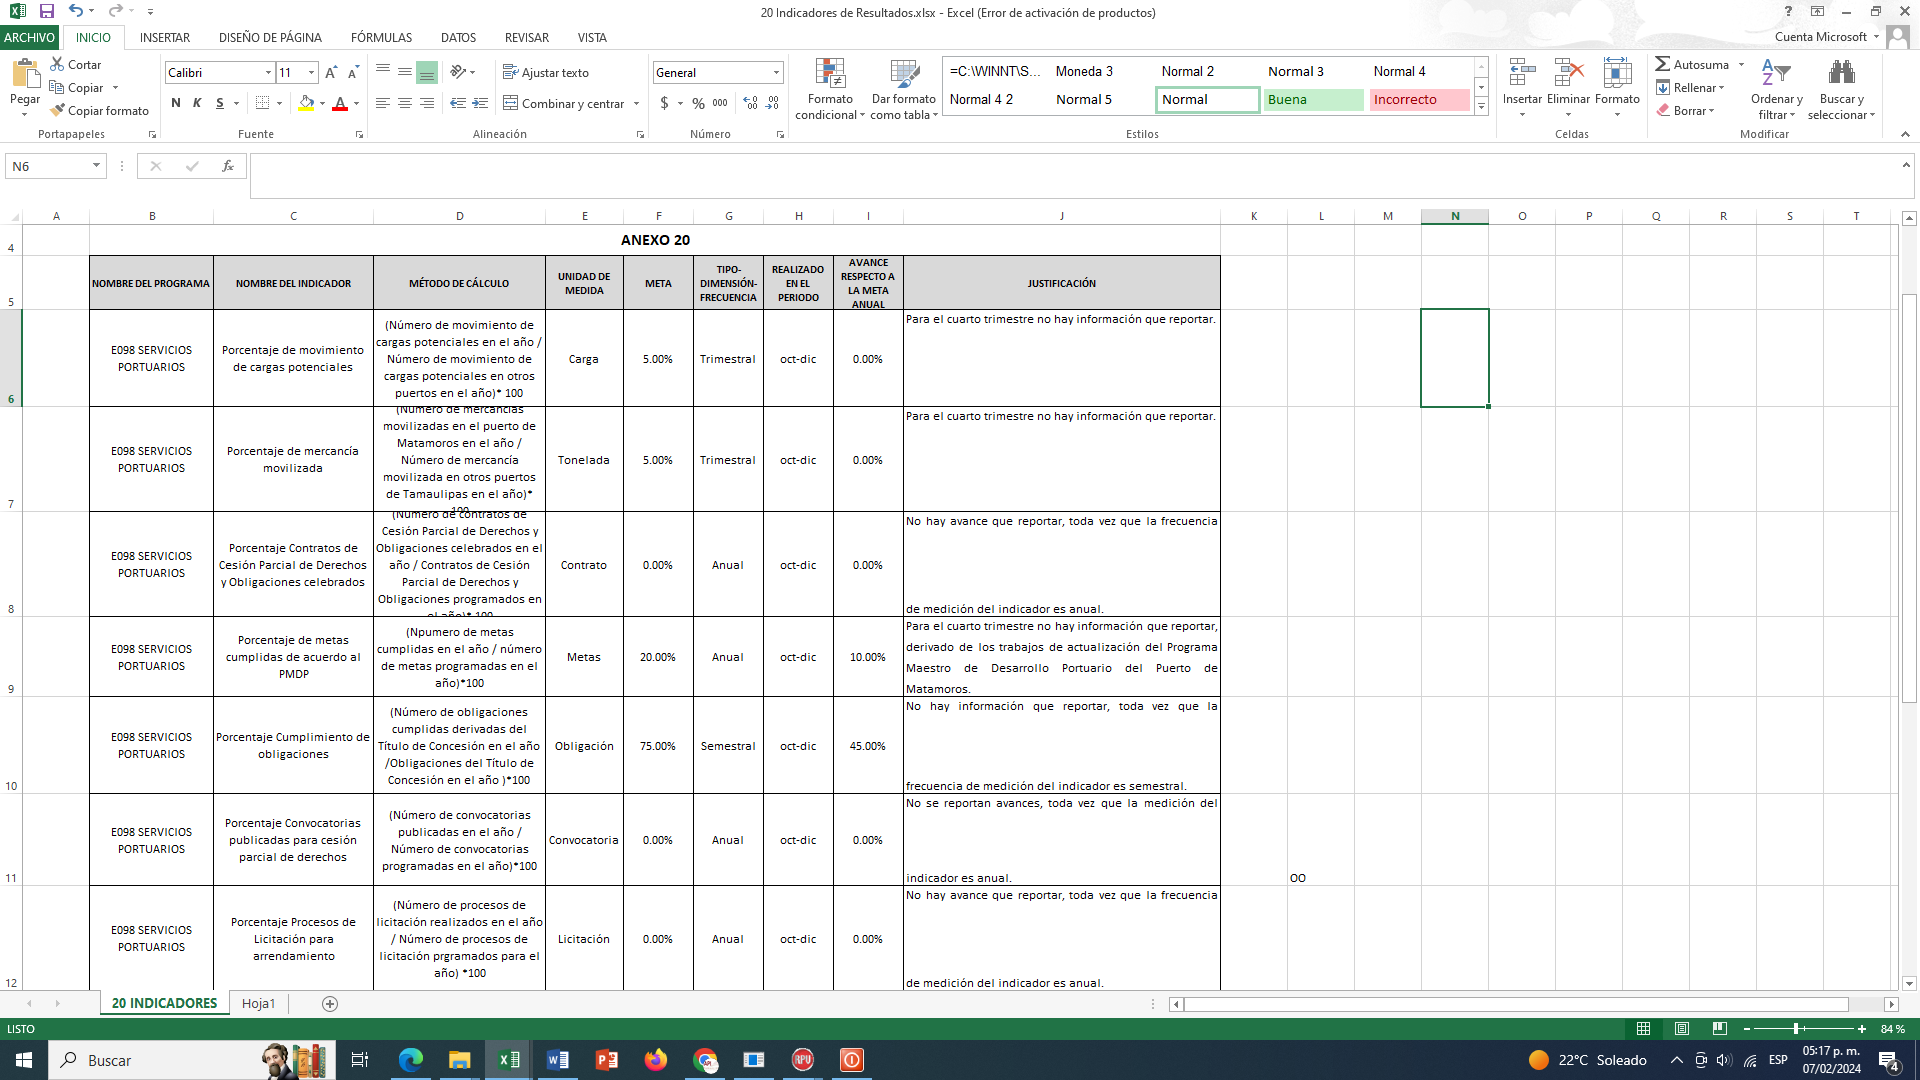 20 Indicadores de Resultados.xlsx - Excel (Error de activación de productos)
ARCHIVO INICIO INSERTAR DISEÑO DE PÁGINA FÓRMULAS DATOS REVISAR VISTA Cuenta Microsoft
Pegar
Cortar
Copiar
Copiar formato
Portapapeles
Calibri 11
N K S
Fuente
Ajustar texto
Combinar y centrar
Alineación
General
$ % 000
Número
Formato condicional
Dar formato como tabla
=C:\WINNT\S... Moneda 3 Normal 2 Normal 3 Normal 4
Normal 4 2 Normal 5 Normal Buena Incorrecto
Estilos
Insertar Eliminar Formato
Celdas
Autosuma
Rellenar
Borrar
Ordenar y filtrar
Buscar y seleccionar
Modificar
N6
fx
A B C D E F G H I J K L M N O P Q R S T
4
ANEXO 20
5
NOMBRE DEL PROGRAMA
NOMBRE DEL INDICADOR
MÉTODO DE CÁLCULO
UNIDAD DE
MEDIDA
META
TIPO-
DIMENSIÓN-
FRECUENCIA
REALIZADO
EN EL
PERIODO
AVANCE
RESPECTO A
LA META
ANUAL
JUSTIFICACIÓN
6
E098 SERVICIOS
PORTUARIOS
Porcentaje de movimiento
de cargas potenciales
(Número de movimiento de
cargas potenciales en el año /
Número de movimiento de
cargas potenciales en otros
puertos en el año)* 100
Carga
5.00%
Trimestral
oct-dic
0.00%
Para el cuarto trimestre no hay información que reportar.
7
E098 SERVICIOS
PORTUARIOS
Porcentaje de mercancía
movilizada
(Número de mercancías
movilizadas en el puerto de
Matamoros en el año /
Número de mercancía
movilizada en otros puertos
de Tamaulipas en el año)*
100
Tonelada
5.00%
Trimestral
oct-dic
0.00%
Para el cuarto trimestre no hay información que reportar.
8
E098 SERVICIOS
PORTUARIOS
Porcentaje Contratos de
Cesión Parcial de Derechos
y Obligaciones celebrados
(Número de contratos de
Cesión Parcial de Derechos y
Obligaciones celebrados en el
año / Contratos de Cesión
Parcial de Derechos y
Obligaciones programados en
el año)* 100
Contrato
0.00%
Anual
oct-dic
0.00%
No hay avance que reportar, toda vez que la frecuencia
de medición del indicador es anual.
9
E098 SERVICIOS
PORTUARIOS
Porcentaje de metas
cumplidas de acuerdo al
PMDP
(Npumero de metas
cumplidas en el año / número
de metas programadas en el
año)*100
Metas
20.00%
Anual
oct-dic
10.00%
Para el cuarto trimestre no hay información que reportar,
derivado de los trabajos de actualización del Programa
Maestro de Desarrollo Portuario del Puerto de
Matamoros.
10
E098 SERVICIOS
PORTUARIOS
Porcentaje Cumplimiento de
obligaciones
(Número de obligaciones
cumplidas derivadas del
Título de Concesión en el año
/Obligaciones del Título de
Concesión en el año )*100
Obligación
75.00%
Semestral
oct-dic
45.00%
No hay información que reportar, toda vez que la
frecuencia de medición del indicador es semestral.
11
E098 SERVICIOS
PORTUARIOS
Porcentaje Convocatorias
publicadas para cesión
parcial de derechos
(Número de convocatorias
publicadas en el año /
Número de convocatorias
programadas en el año)*100
Convocatoria
0.00%
Anual
oct-dic
0.00%
No se reportan avances, toda vez que la medición del
indicador es anual.
OO
12
E098 SERVICIOS
PORTUARIOS
Porcentaje Procesos de
Licitación para
arrendamiento
(Número de procesos de
licitación realizados en el año
/ Número de procesos de
licitación prgramados para el
año) *100
Licitación
0.00%
Anual
oct-dic
0.00%
No hay avance que reportar, toda vez que la frecuencia
de medición del indicador es anual.
20 INDICADORES Hoja1
LISTO 84 %
Buscar
RPU
22°C Soleado
ESP
05:17 p. m.
07/02/2024
4